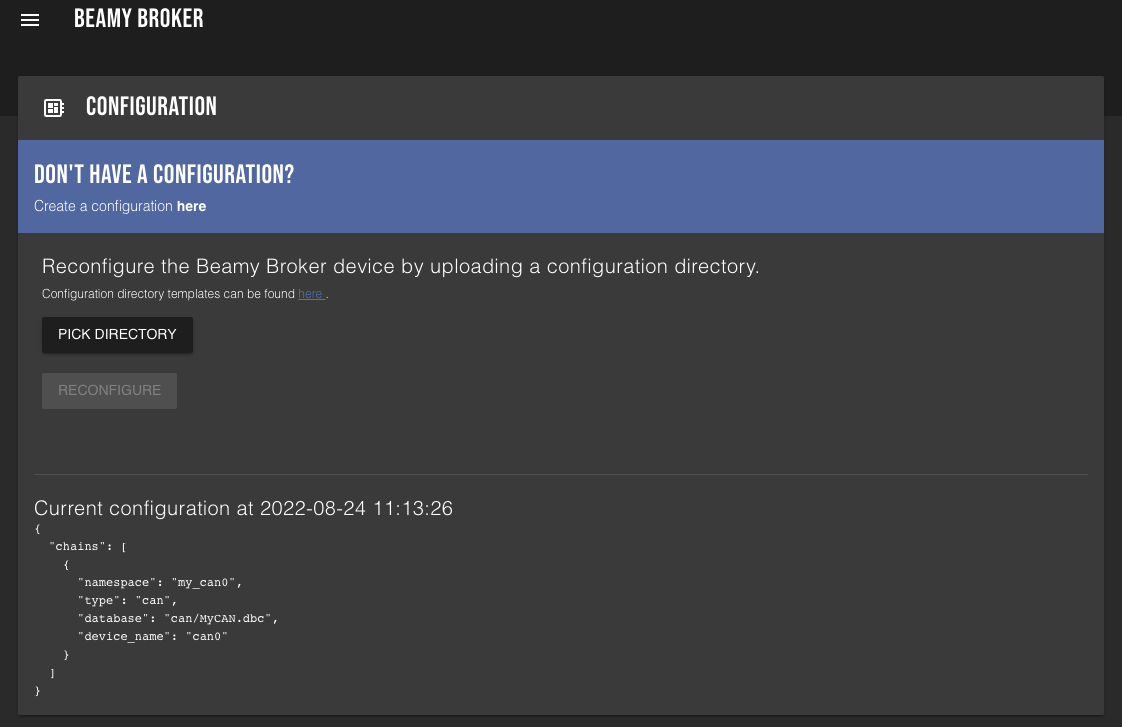 BEAMY BROKER
CONFIGURATION
DON'T HAVE A CONFIGURATION?
Create a configuration here
Reconfigure the Beamy Broker device by uploading a configuration directory.
Configuration directory templates can be found here .
PICK DIRECTORY
RECONFIGURE
Current configuration at 2022-08-24 11:13:26
{
  "chains": [
    {
      "namespace": "my_can0",
      "type": "can",
      "database": "can/MyCAN.dbc",
      "device_name": "can0"
    }
  ]
}